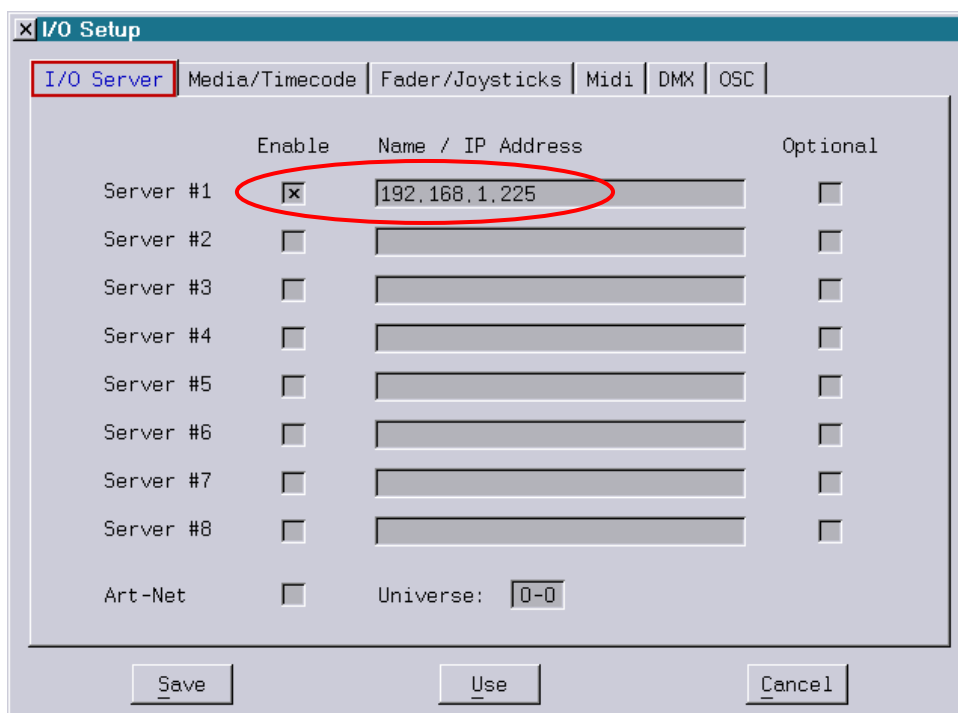 I/O Setup
I/O Server Media/Timecode Fader/Joysticks Midi DMX OSC
Enable Name / IP Address Optional
Server #1 192.168.1.225
Server #2
Server #3
Server #4
Server #5
Server #6
Server #7
Server #8
Art-Net Universe: 0-0
Save Use Cancel